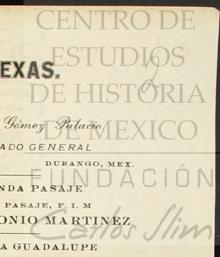 CENTRO DE
ESTUDIOS
EXAS.
2
DE HISTORIA
Gómez Palacio
DE MEXICO
ADO GENERAL
DURANGO, MEX.
FUNDACIÓN
NDA PASAJE
PASAJE, F. I. M
ONIO MARTINEZ
Carlos Slim
A GUADALUPE